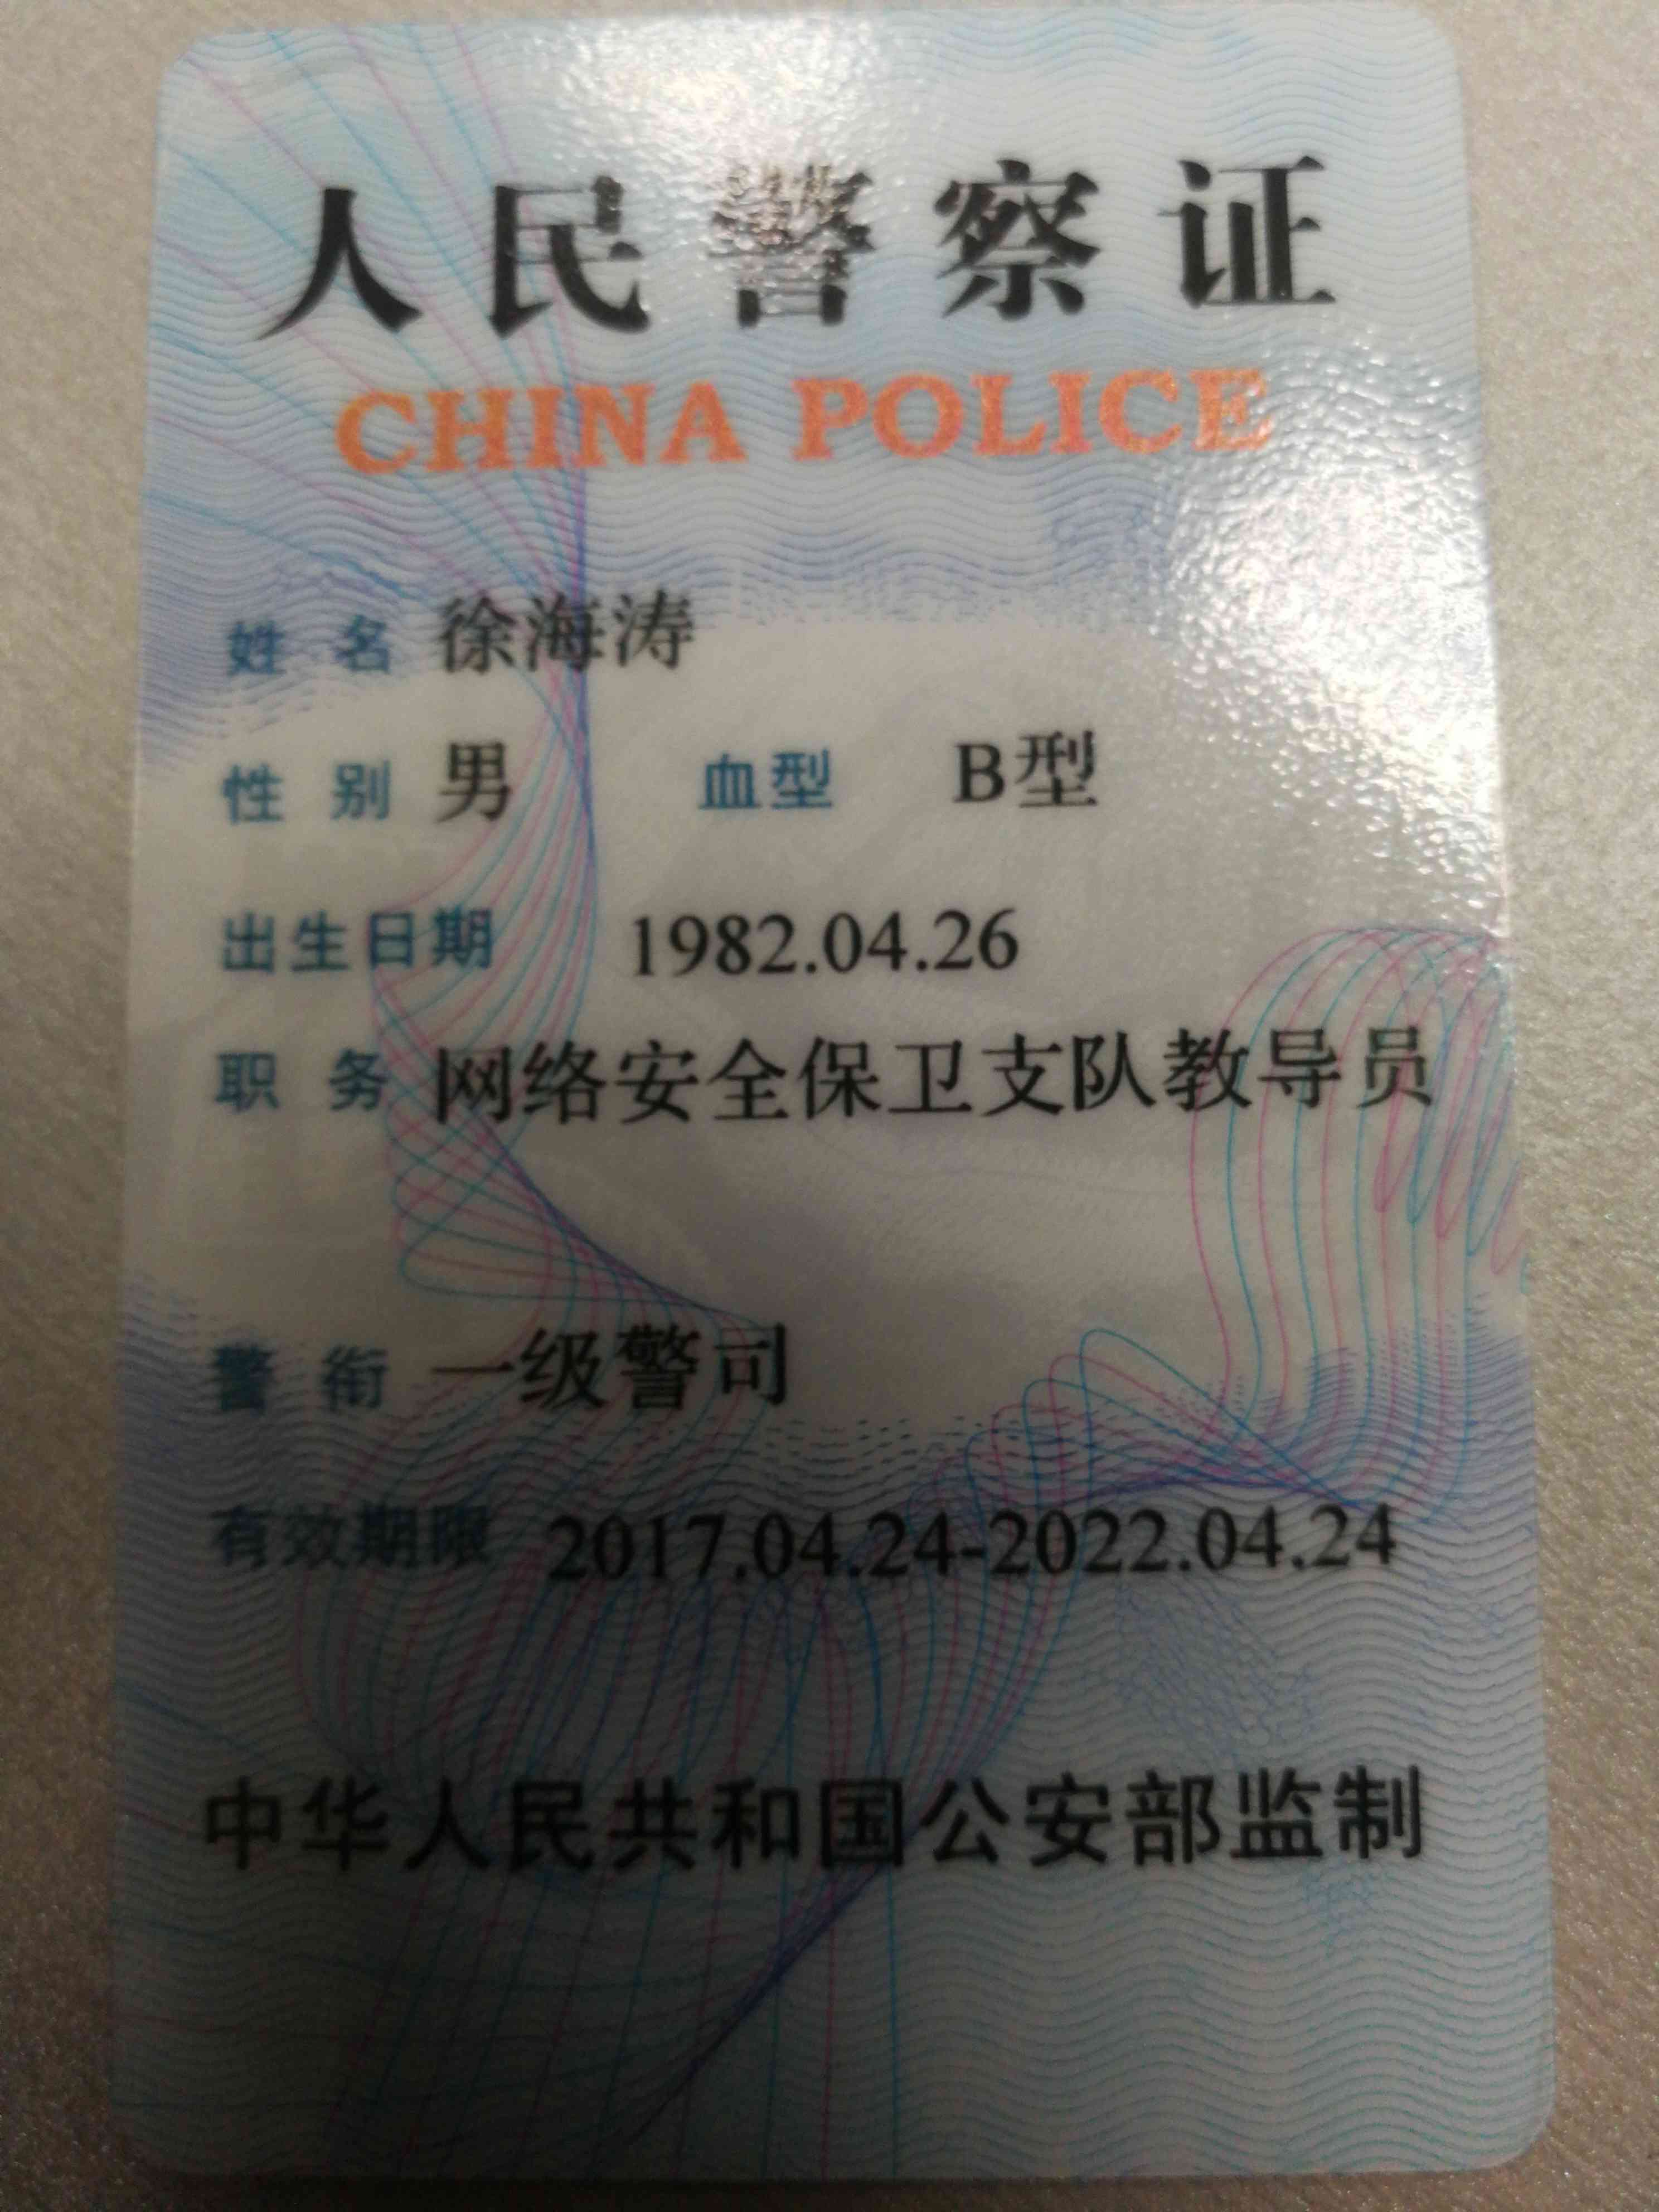 人民警察证
CHINA POLICE
姓 名 徐海涛
性 别 男 血型 B型
出生日期 1982.04.26
职 务 网络安全保卫支队教导员
警 衔 一级警司
有效期限 2017.04.24-2022.04.24
中华人民共和国公安部监制